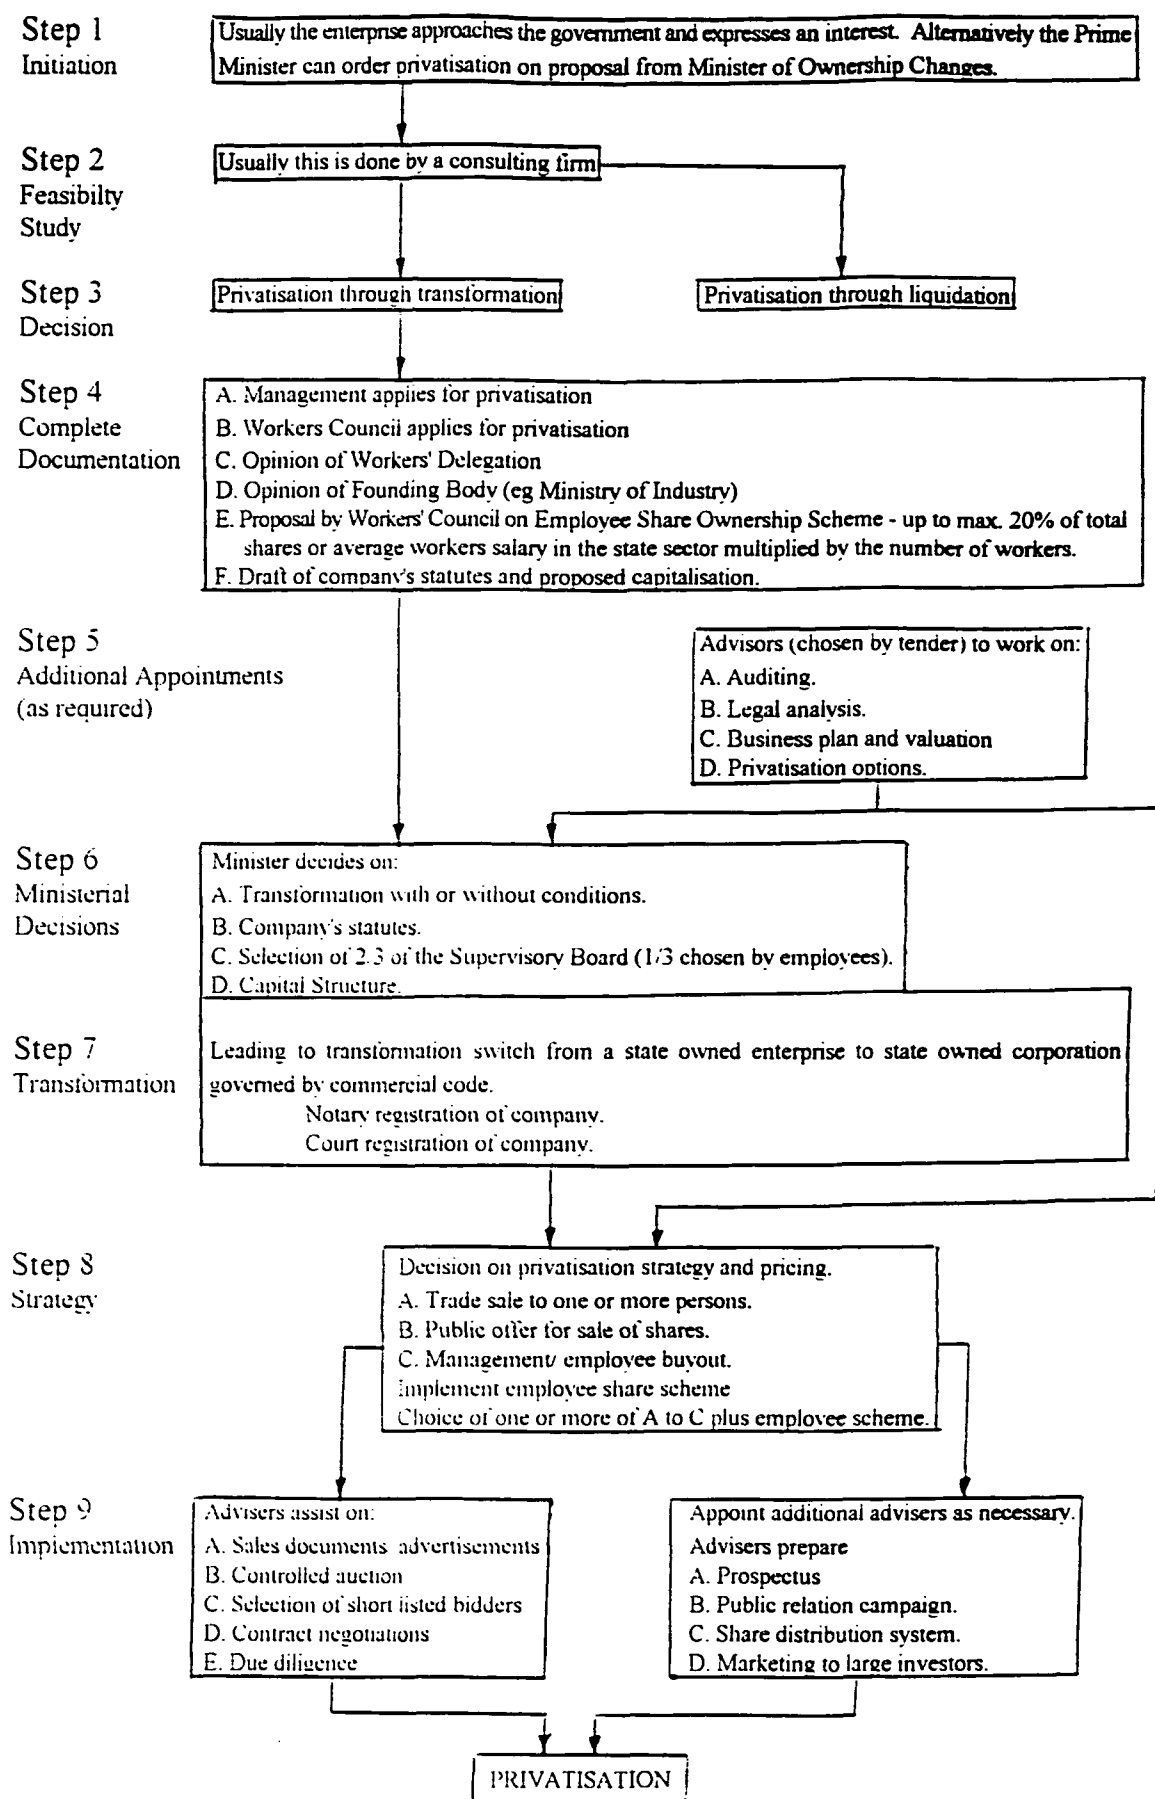 Step 1
Initiation
Usually the enterprise approaches the government and expresses an interest. Alternatively the Prime
Minister can order privatisation on proposal from Minister of Ownership Changes.
Step 2
Feasibilty
Study
Usually this is done by a consulting firm
Step 3
Decision
Privatisation through transformation
Privatisation through liquidation
Step 4
Complete
Documentation
A. Management applies for privatisation
B. Workers Council applies for privatisation
C. Opinion of Workers' Delegation
D. Opinion of Founding Body (eg Ministry of Industry)
E. Proposal by Workers' Council on Employee Share Ownership Scheme - up to max. 20% of total
shares or average workers salary in the state sector multiplied by the number of workers.
F. Draft of company's statutes and proposed capitalisation.
Step 5
Additional Appointments
(as required)
Advisors (chosen by tender) to work on:
A. Auditing.
B. Legal analysis.
C. Business plan and valuation
D. Privatisation options.
Step 6
Ministerial
Decisions
Minister decides on:
A. Transformation with or without conditions.
B. Company's statutes.
C. Selection of 2/3 of the Supervisory Board (1/3 chosen by employees).
D. Capital Structure.
Step 7
Transformation
Leading to transformation switch from a state owned enterprise to state owned corporation
governed by commercial code.
Notary registration of company.
Court registration of company.
Step 8
Strategy
Decision on privatisation strategy and pricing.
A. Trade sale to one or more persons.
B. Public offer for sale of shares.
C. Management/ employee buyout.
Implement employee share scheme
Choice of one or more of A to C plus employee scheme.
Step 9
Implementation
Advisers assist on:
A. Sales documents advertisements
B. Controlled auction
C. Selection of short listed bidders
D. Contract negotiations
E. Due diligence
Appoint additional advisers as necessary.
Advisers prepare
A. Prospectus
B. Public relation campaign.
C. Share distribution system.
D. Marketing to large investors.
PRIVATISATION